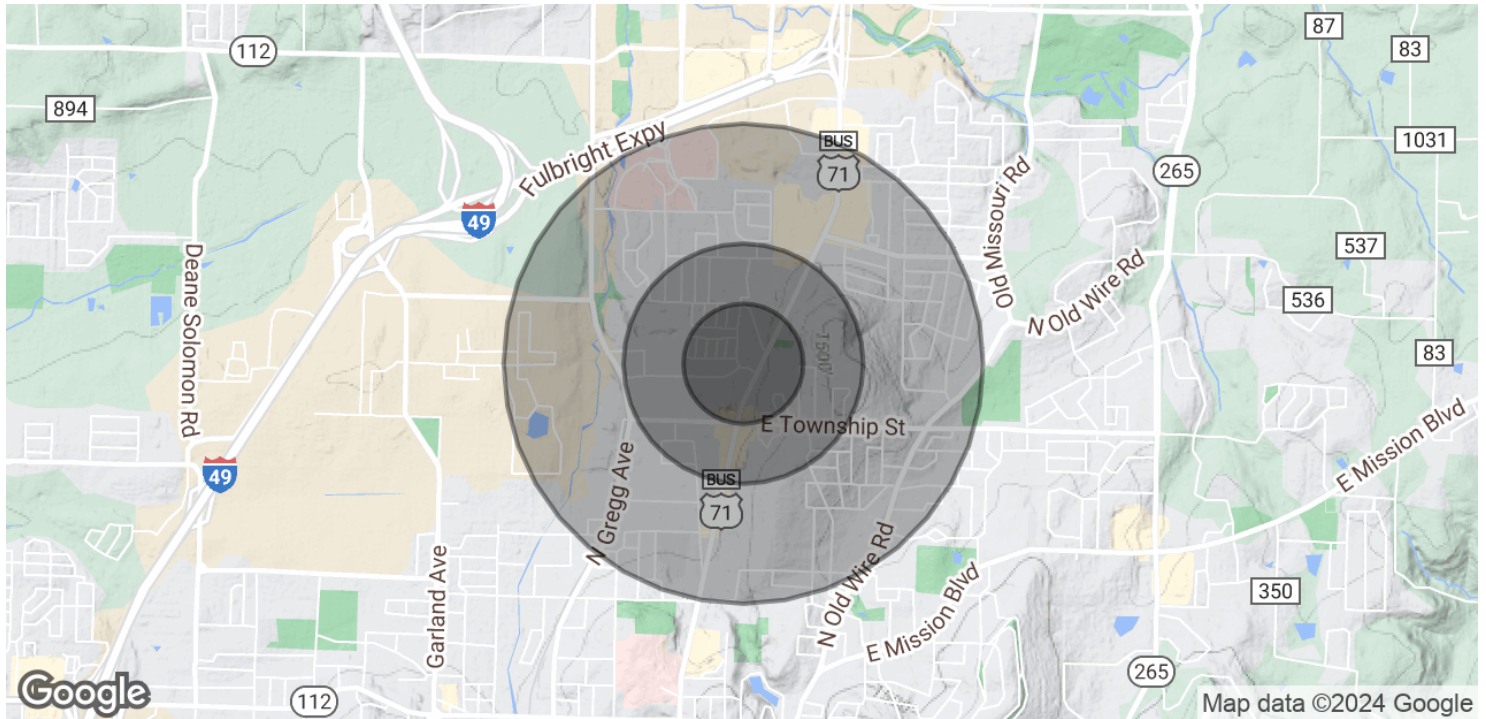 112
87
83
894
Fulbright Expy
1031
BUS
71
265
49
Old Missouri Rd
N
Deane Solomon Rd
537
N Old Wire Rd
536
1500'
83
E Township St
E Mission Blvd
49
BUS
71
N Gregg Ave
N Old Wire Rd
E Mission Blvd
350
Garland Ave
265
Google
112
Map data ©2024 Google